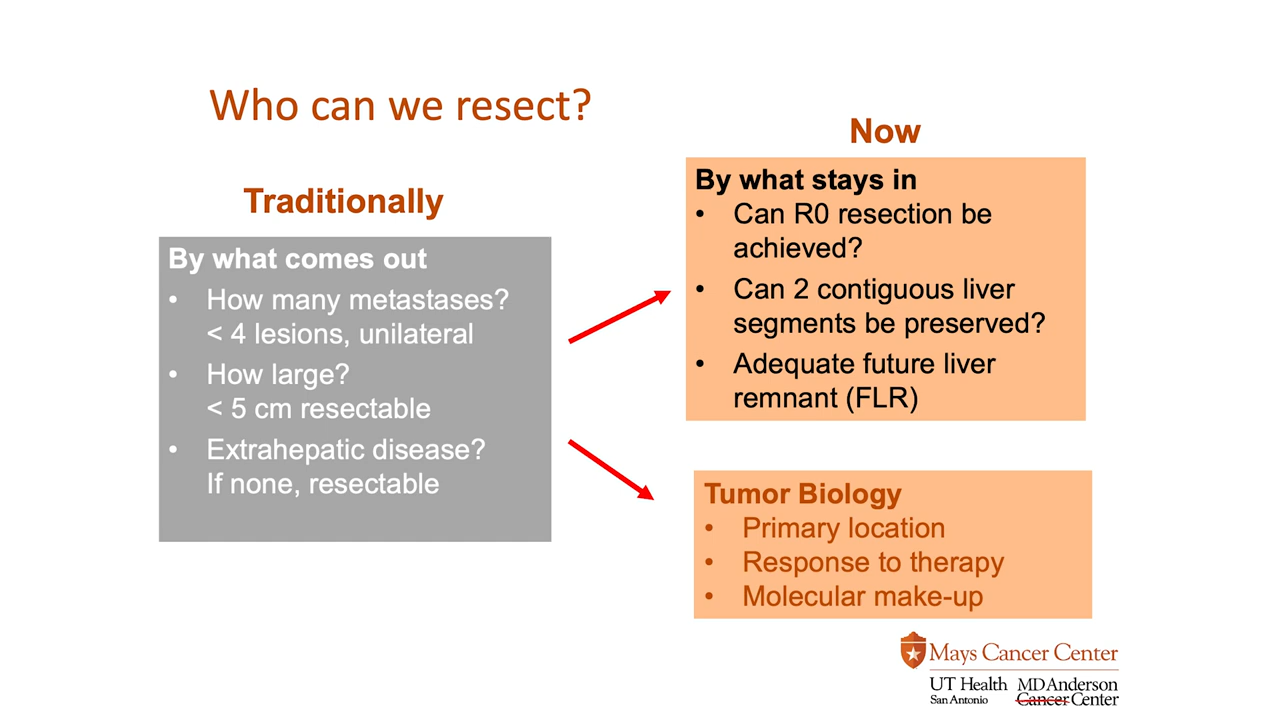 Who can we resect?
Traditionally
By what comes out
• How many metastases?
< 4 lesions, unilateral
• How large?
< 5 cm resectable
• Extrahepatic disease?
If none, resectable
Now
By what stays in
• Can R0 resection be
achieved?
• Can 2 contiguous liver
segments be preserved?
• Adequate future liver
remnant (FLR)
Tumor Biology
• Primary location
• Response to therapy
• Molecular make-up
Mays Cancer Center
UT Health
San Antonio
MD Anderson
Cancer Center